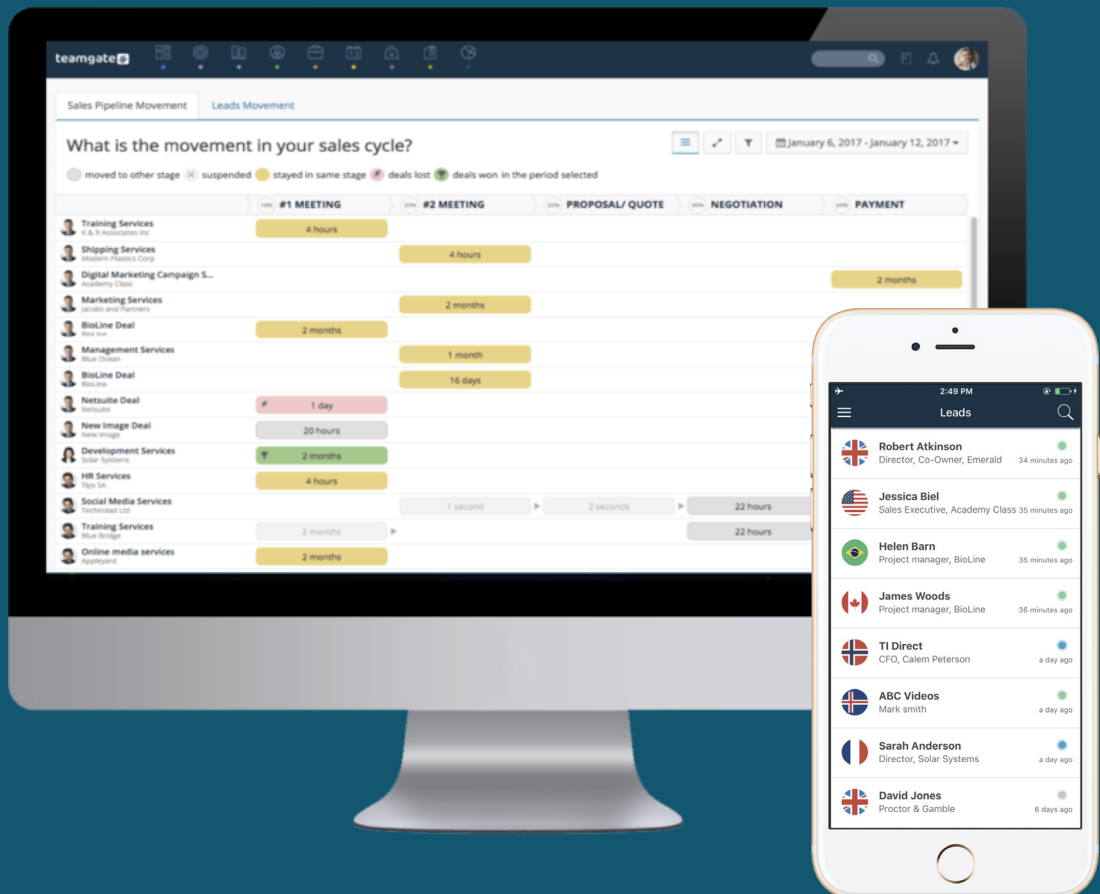 teamgate
Sales Pipeline Movement Leads Movement
What is the movement in your sales cycle?
January 6, 2017 - January 12, 2017
moved to other stage suspended stayed in same stage deals lost deals won in the period selected
#1 MEETING #2 MEETING PROPOSAL/ QUOTE NEGOTIATION PAYMENT
Training Services
K & R Associates Inc
4 hours
Shipping Services
Modern Plastics Corp
4 hours
Digital Marketing Campaign S...
Academy Class
2 months
Marketing Services
Jacobs and Partners
2 months
BioLine Deal
BioLine
2 months
Management Services
Blue Ocean
1 month
BioLine Deal
BioLine
16 days
Netsuite Deal
Netsuite
1 day
New Image Deal
New Image
20 hours
Development Services
Solar Systems
2 months
HR Services
Tips SA
4 hours
Social Media Services
Technolad Ltd
1 second 2 seconds 22 hours
Training Services
Blue Bridge
2 months 22 hours
Online media services
Appleyard
2 months
2:49 PM
Leads
Robert Atkinson
Director, Co-Owner, Emerald 34 minutes ago
Jessica Biel
Sales Executive, Academy Class 35 minutes ago
Helen Barn
Project manager, BioLine 35 minutes ago
James Woods
Project manager, BioLine 36 minutes ago
TI Direct
CFO, Calem Peterson a day ago
ABC Videos
Mark smith a day ago
Sarah Anderson
Director, Solar Systems a day ago
David Jones
Proctor & Gamble 6 days ago